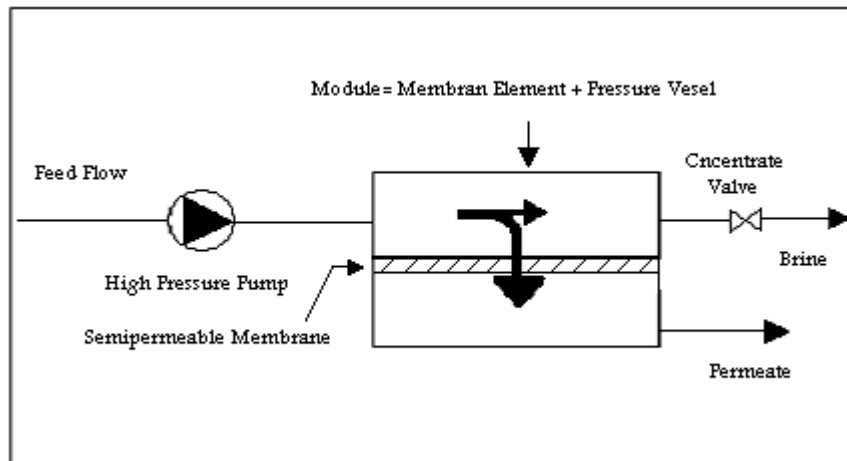 Module= Membran Element + Pressure Vesel
Feed Flow
Cncentrate
Valve
High Pressure Pump
Brine
Semipermeable Membrane
Permeate